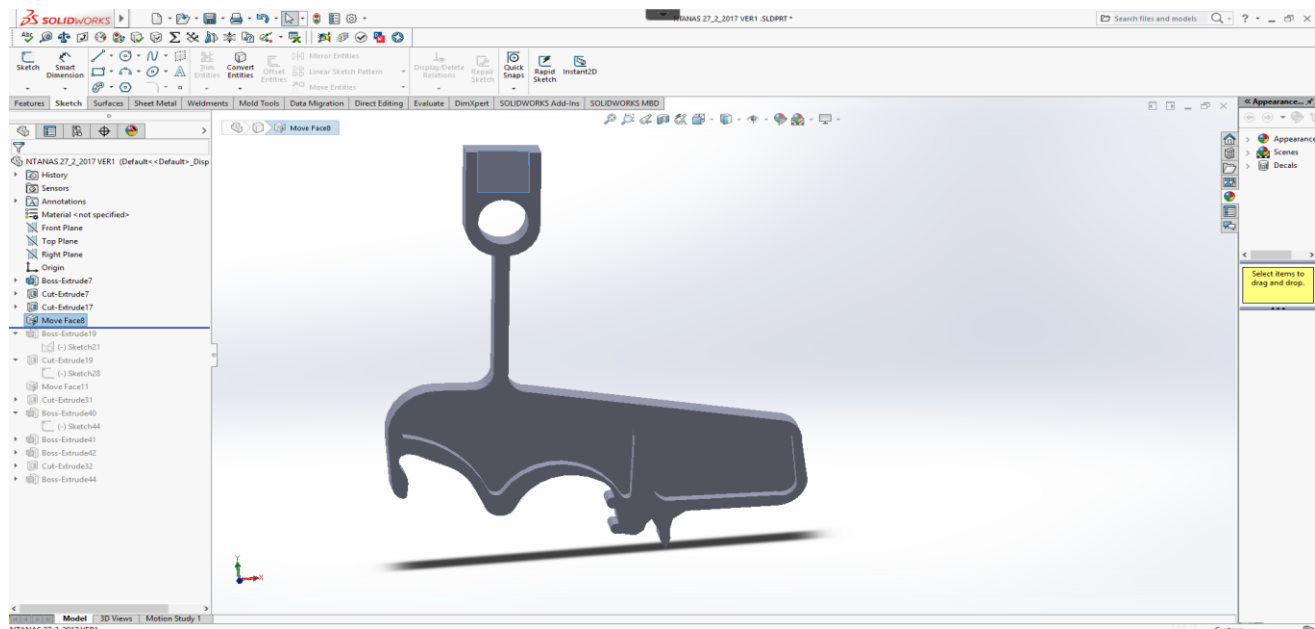 SOLIDWORKS
NTANAS 27_2_2017 VER1 .SLDPRT *
Search files and models
Sketch
Smart Dimension
Trim Entities
Convert Entities
Offset Entities
Mirror Entities
Linear Sketch Pattern
Move Entities
Display/Delete Relations
Repair Sketch
Quick Snaps
Rapid Sketch
Instant2D
Features Sketch Surfaces Sheet Metal Weldments Mold Tools Data Migration Direct Editing Evaluate DimXpert SOLIDWORKS Add-Ins SOLIDWORKS MBD
Move Face8
NTANAS 27_2_2017 VER1 (Default<<Default>_Disp
History
Sensors
Annotations
Material <not specified>
Front Plane
Top Plane
Right Plane
Origin
Boss-Extrude7
Cut-Extrude7
Cut-Extrude17
Move Face8
Boss-Extrude19
(-) Sketch21
Cut-Extrude19
(-) Sketch28
Move Face11
Cut-Extrude31
Boss-Extrude40
(-) Sketch44
Boss-Extrude41
Boss-Extrude42
Cut-Extrude32
Boss-Extrude44
Appearance...
Appearance
Scenes
Decals
Select items to
drag and drop.
Y
X
Model 3D Views Motion Study 1